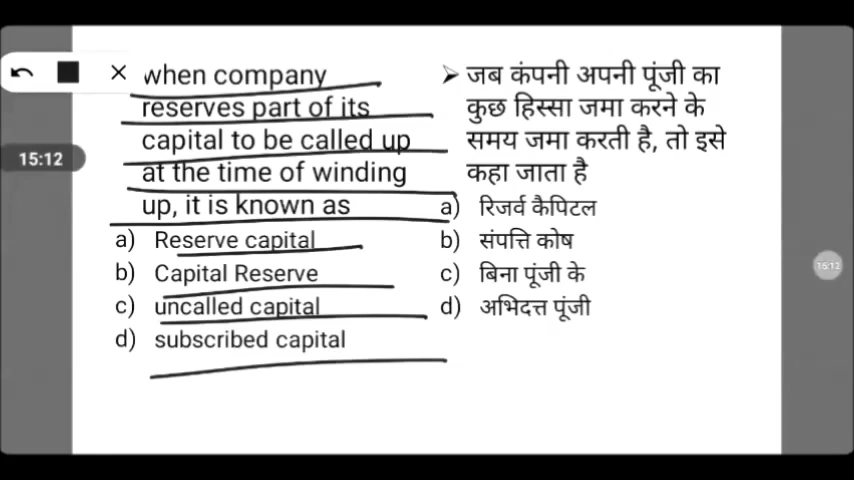 when company
reserves part of its
capital to be called up
at the time of winding
up, it is known as
a) Reserve capital
b) Capital Reserve
c) uncalled capital
d) subscribed capital
➢ जब कंपनी अपनी पूंजी का
कुछ हिस्सा जमा करने के
समय जमा करती है, तो इसे
कहा जाता है
a) रिजर्व कैपिटल
b) संपत्ति कोष
c) बिना पूंजी के
d) अभिदत्त पूंजी
15:12
15:12